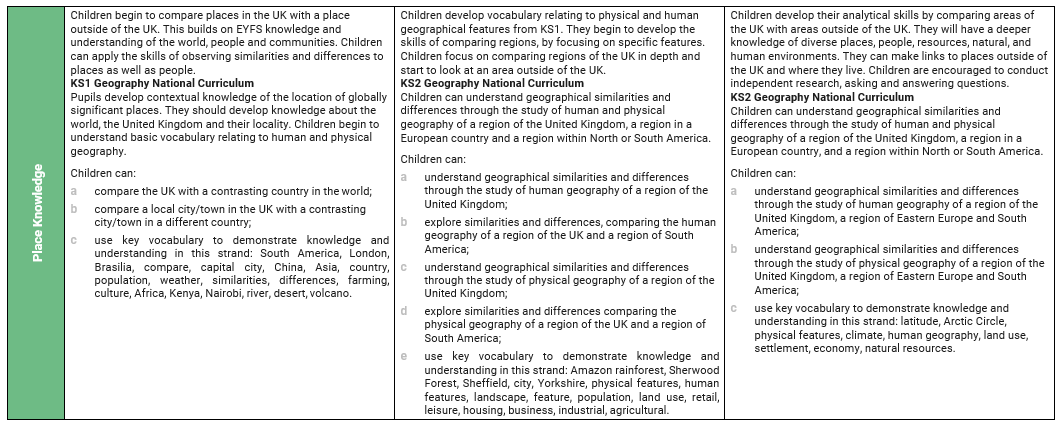 Place Knowledge
Children begin to compare places in the UK with a place
outside of the UK. This builds on EYFS knowledge and
understanding of the world, people and communities. Children
can apply the skills of observing similarities and differences to
places as well as people.
KS1 Geography National Curriculum
Pupils develop contextual knowledge of the location of globally
significant places. They should develop knowledge about the
world, the United Kingdom and their locality. Children begin to
understand basic vocabulary relating to human and physical
geography.
Children can:
a compare the UK with a contrasting country in the world;
b compare a local city/town in the UK with a contrasting
city/town in a different country;
c use key vocabulary to demonstrate knowledge and
understanding in this strand: South America, London,
Brasilia, compare, capital city, China, Asia, country,
population, weather, similarities, differences, farming,
culture, Africa, Kenya, Nairobi, river, desert, volcano.
Children develop vocabulary relating to physical and human
geographical features from KS1. They begin to develop the
skills of comparing regions, by focusing on specific features.
Children focus on comparing regions of the UK in depth and
start to look at an area outside of the UK.
KS2 Geography National Curriculum
Children can understand geographical similarities and
differences through the study of human and physical
geography of a region of the United Kingdom, a region in a
European country and a region within North or South America.
Children can:
a understand geographical similarities and differences
through the study of human geography of a region of the
United Kingdom;
b explore similarities and differences, comparing the human
geography of a region of the UK and a region of South
America;
c understand geographical similarities and differences
through the study of physical geography of a region of the
United Kingdom;
d explore similarities and differences comparing the
physical geography of a region of the UK and a region of
South America;
e use key vocabulary to demonstrate knowledge and
understanding in this strand: Amazon rainforest, Sherwood
Forest, Sheffield, city, Yorkshire, physical features, human
features, landscape, feature, population, land use, retail,
leisure, housing, business, industrial, agricultural.
Children develop their analytical skills by comparing areas of
the UK with areas outside of the UK. They will have a deeper
knowledge of diverse places, people, resources, natural, and
human environments. They can make links to places outside of
the UK and where they live. Children are encouraged to conduct
independent research, asking and answering questions.
KS2 Geography National Curriculum
Children can understand geographical similarities and
differences through the study of human and physical
geography of a region of the United Kingdom, a region in a
European country, and a region within North or South America.
Children can:
a understand geographical similarities and differences
through the study of human geography of a region of the
United Kingdom, a region of Eastern Europe and South
America;
b understand geographical similarities and differences
through the study of physical geography of a region of the
United Kingdom, a region of Eastern Europe and South
America;
c use key vocabulary to demonstrate knowledge and
understanding in this strand: latitude, Arctic Circle,
physical features, climate, human geography, land use,
settlement, economy, natural resources.